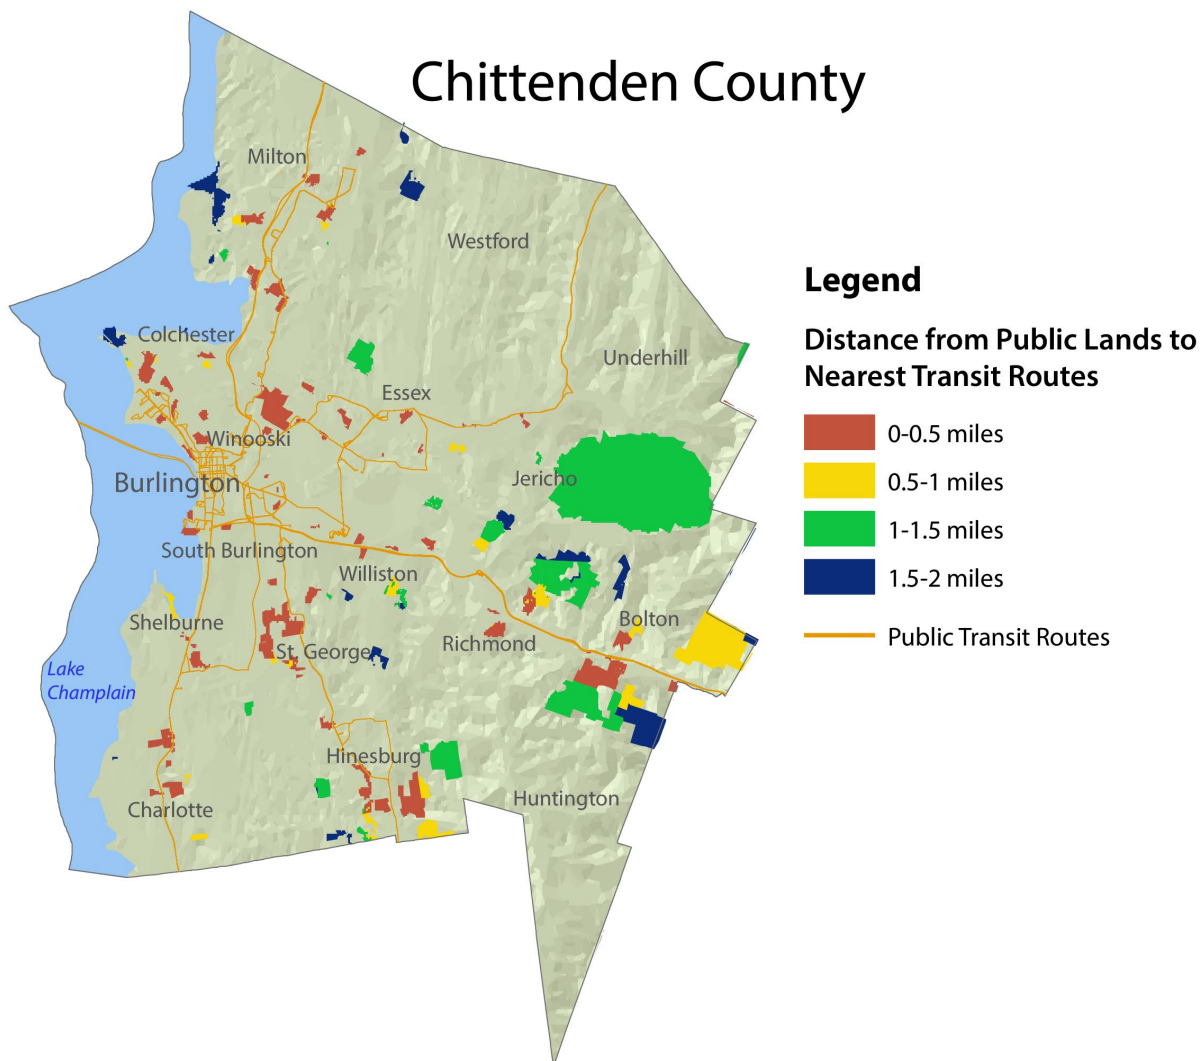 Chittenden County
Milton
Westford
Colchester
Underhill
Essex
Winooski
Jericho
Burlington
South Burlington
Williston
Shelburne
Bolton
Richmond
St. George
Lake
Champlain
Hinesburg
Huntington
Charlotte
Legend
Distance from Public Lands to
Nearest Transit Routes
0-0.5 miles
0.5-1 miles
1-1.5 miles
1.5-2 miles
Public Transit Routes